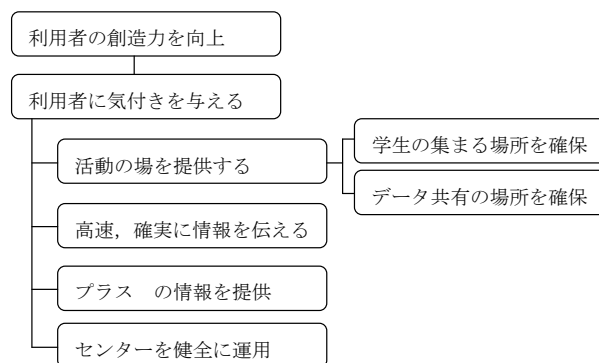 利用者の創造力を向上
利用者に気付きを与える
活動の場を提供する
学生の集まる場所を確保
データ共有の場所を確保
高速，確実に情報を伝える
プラス　の情報を提供
センターを健全に運用